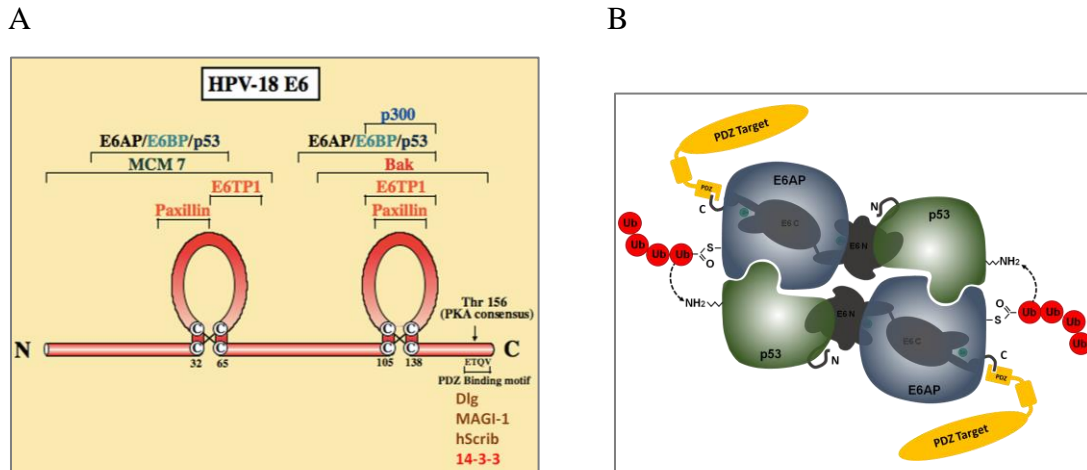 A
B
HPV-18 E6
p300
E6AP/E6BP/p53
E6AP/E6BP/p53
MCM 7
Bak
E6TP1
E6TP1
Paxillin
Paxillin
Thr 156
(PKA consensus)
C C
C C
C C
C C
N
C
32 65
105 138
ETQV
PDZ Binding motif
Dlg
MAGI-1
hScrib
14-3-3
PDZ Target
PDZ
C
E6AP
N
p53
E6 C
E6 N
Ub
Ub
Ub
Ub
S
O
NH2
NH2
O
S
Ub
Ub
Ub
Ub
Ub
p53
E6 N
N
E6 C
C
E6AP
PDZ
PDZ Target